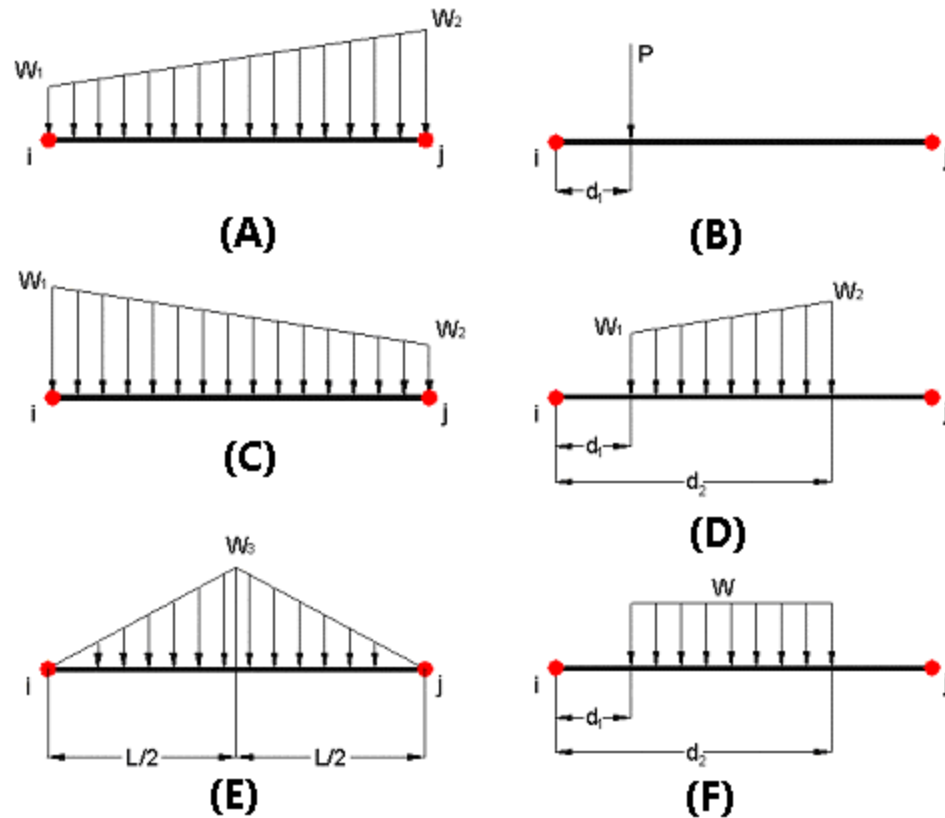 W₁
W₂
i
j
(A)
P
i
j
d₁
(B)
W₁
W₂
i
j
(C)
W₁
W₂
i
j
d₁
d₂
(D)
W₃
i
j
L/2
L/2
(E)
W
i
j
d₁
d₂
(F)